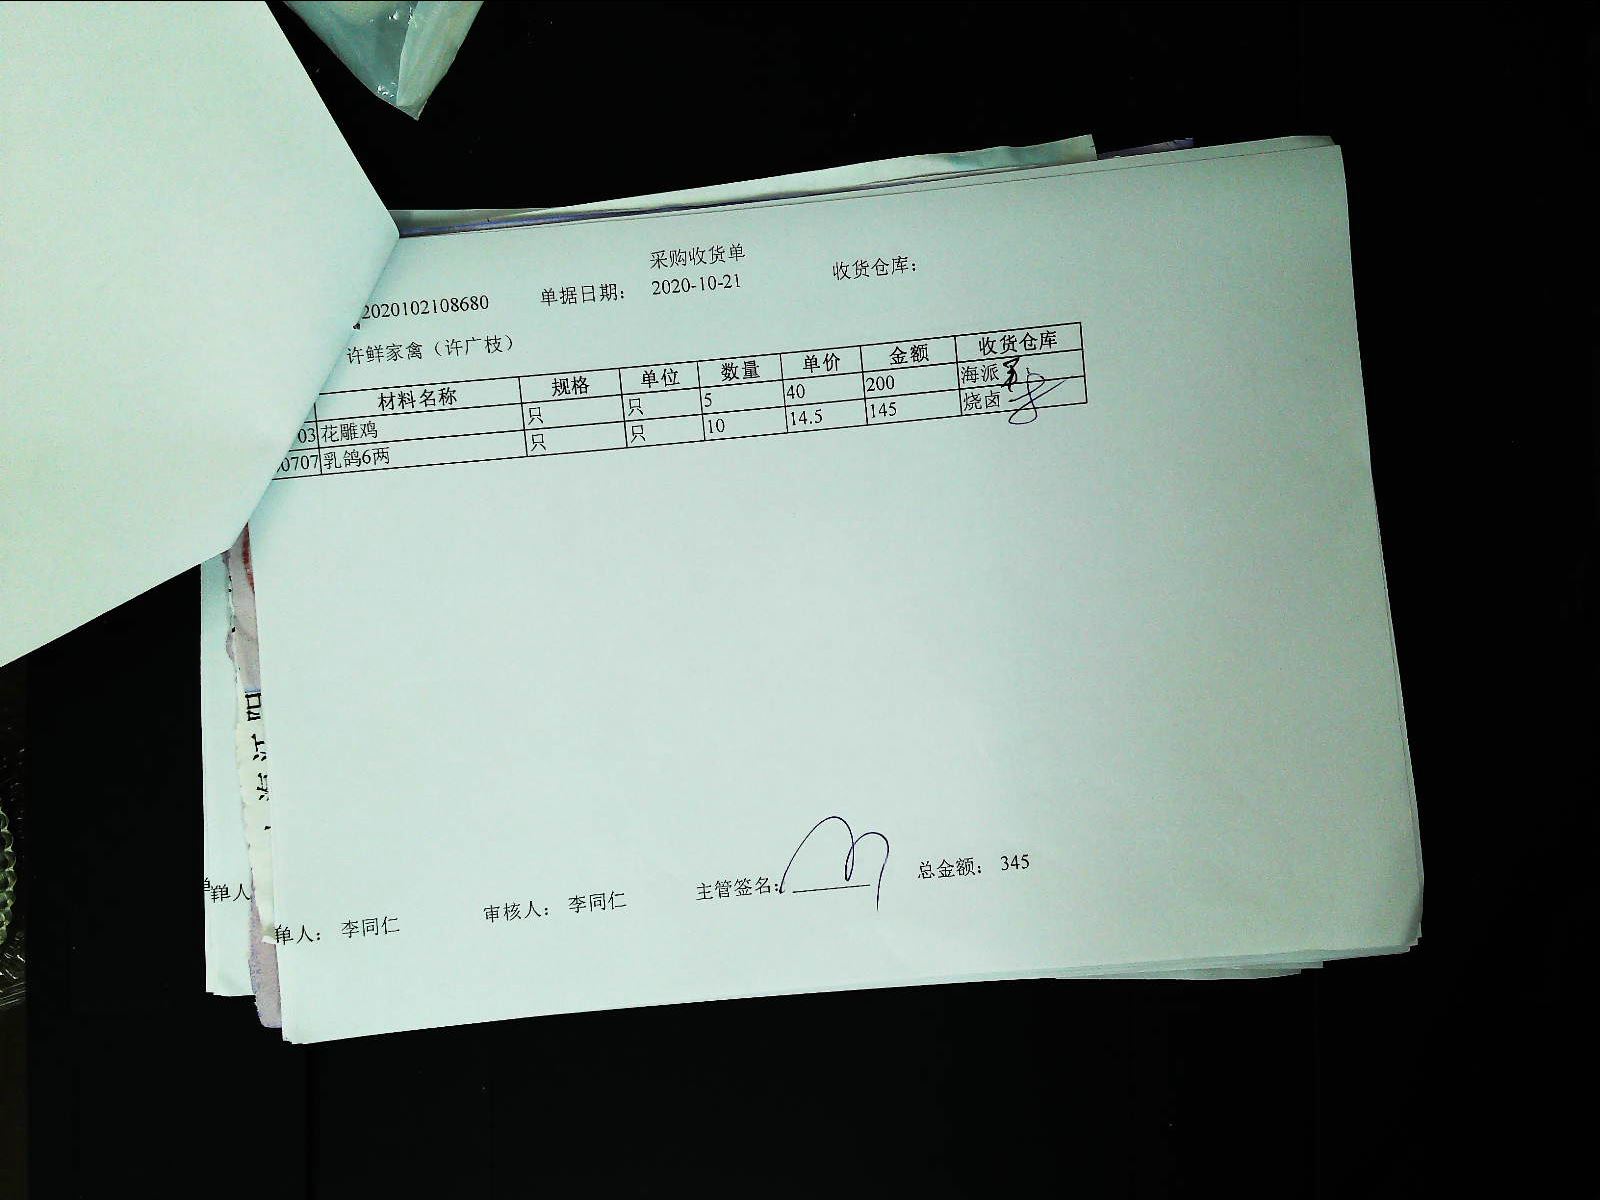 采购收货单
2020102108680 单据日期： 2020-10-21 收货仓库：
许鲜家禽（许广枝）
材料名称 规格 单位 数量 单价 金额 收货仓库
03 花雕鸡 只 只 5 40 200 海派
0707 乳鸽6两 只 只 10 14.5 145 烧卤
单人
单人： 李同仁 审核人： 李同仁 主管签名： 总金额： 345